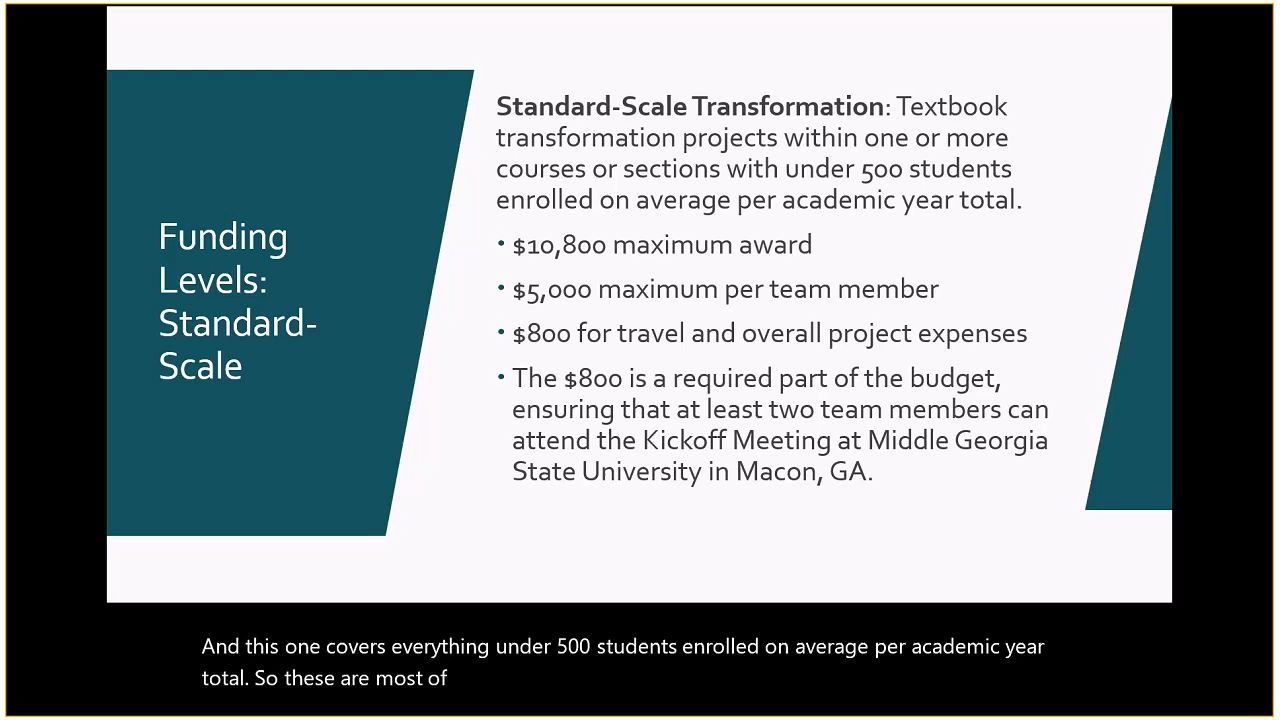 Funding
Levels:
Standard-
Scale
Standard-Scale Transformation: Textbook
transformation projects within one or more
courses or sections with under 500 students
enrolled on average per academic year total.
• $10,800 maximum award
• $5,000 maximum per team member
• $800 for travel and overall project expenses
• The $800 is a required part of the budget,
ensuring that at least two team members can
attend the Kickoff Meeting at Middle Georgia
State University in Macon, GA.
And this one covers everything under 500 students enrolled on average per academic year
total. So these are most of